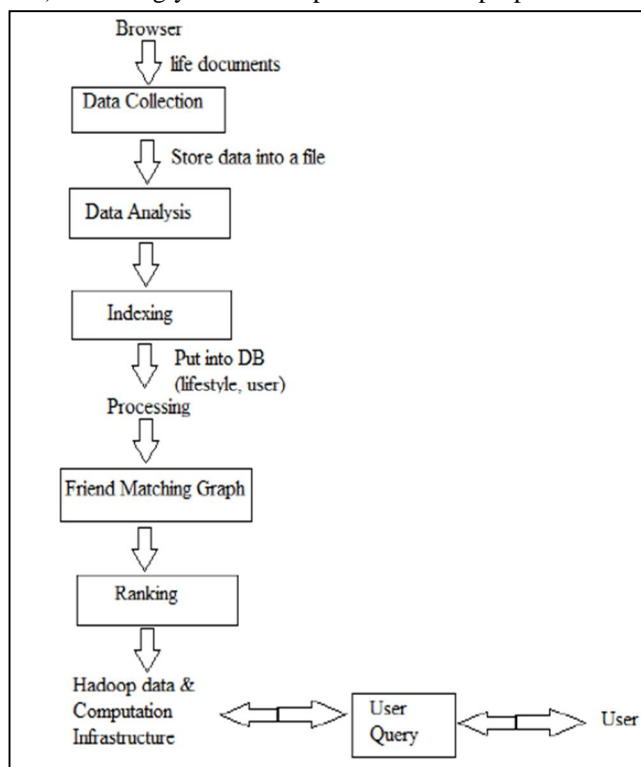 Browser
life documents
Data Collection
Store data into a file
Data Analysis
Indexing
Put into DB
(lifestyle, user)
Processing
Friend Matching Graph
Ranking
Hadoop data &
Computation
Infrastructure
User
Query
User